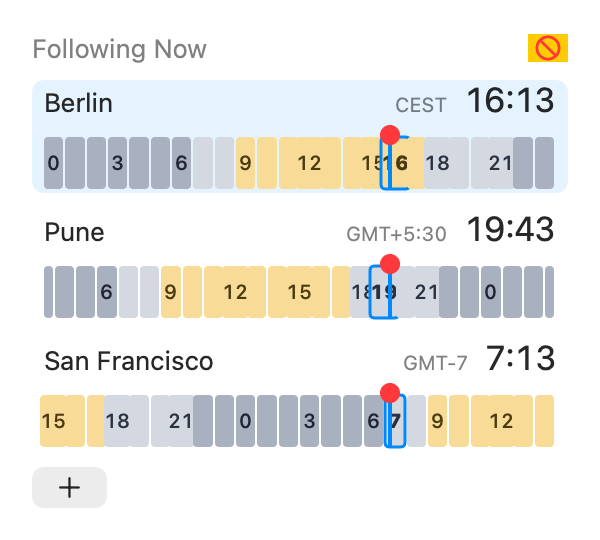 Following Now
Berlin CEST 16:13
0 3 6 9 12 15 16 18 21
Pune GMT+5:30 19:43
6 9 12 15 18 19 21 0
San Francisco GMT-7 7:13
15 18 21 0 3 6 7 9 12
+